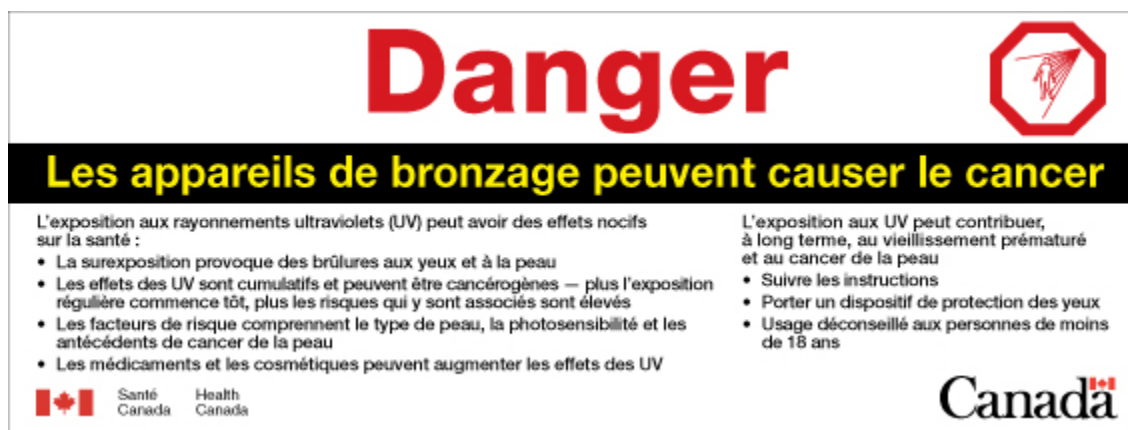 Danger
Les appareils de bronzage peuvent causer le cancer
L'exposition aux rayonnements ultraviolets (UV) peut avoir des effets nocifs
sur la santé :
• La surexposition provoque des brûlures aux yeux et à la peau
• Les effets des UV sont cumulatifs et peuvent être cancérogènes — plus l'exposition
régulière commence tôt, plus les risques qui y sont associés sont élevés
• Les facteurs de risque comprennent le type de peau, la photosensibilité et les
antécédents de cancer de la peau
• Les médicaments et les cosmétiques peuvent augmenter les effets des UV
L'exposition aux UV peut contribuer,
à long terme, au vieillissement prématuré
et au cancer de la peau
• Suivre les instructions
• Porter un dispositif de protection des yeux
• Usage déconseillé aux personnes de moins
de 18 ans
Santé
Canada
Health
Canada
Canada